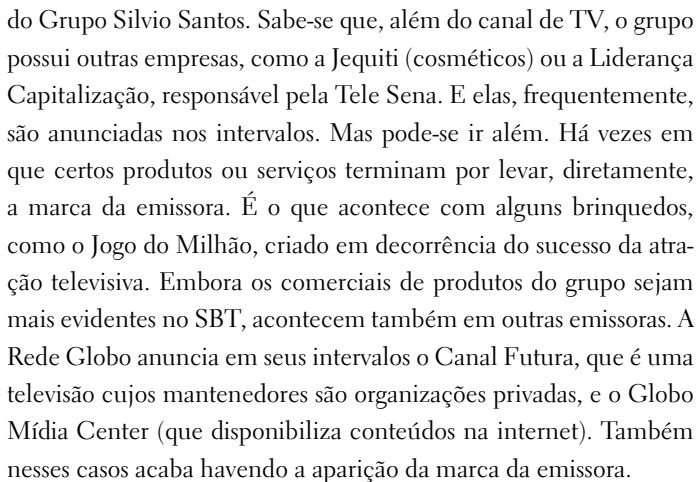 do Grupo Silvio Santos. Sabe-se que, além do canal de TV, o grupo
possui outras empresas, como a Jequiti (cosméticos) ou a Liderança
Capitalização, responsável pela Tele Sena. E elas, frequentemente,
são anunciadas nos intervalos. Mas pode-se ir além. Há vezes em
que certos produtos ou serviços terminam por levar, diretamente,
a marca da emissora. É o que acontece com alguns brinquedos,
como o Jogo do Milhão, criado em decorrência do sucesso da atra-
ção televisiva. Embora os comerciais de produtos do grupo sejam
mais evidentes no SBT, acontecem também em outras emissoras. A
Rede Globo anuncia em seus intervalos o Canal Futura, que é uma
televisão cujos mantenedores são organizações privadas, e o Globo
Mídia Center (que disponibiliza conteúdos na internet). Também
nesses casos acaba havendo a aparição da marca da emissora.